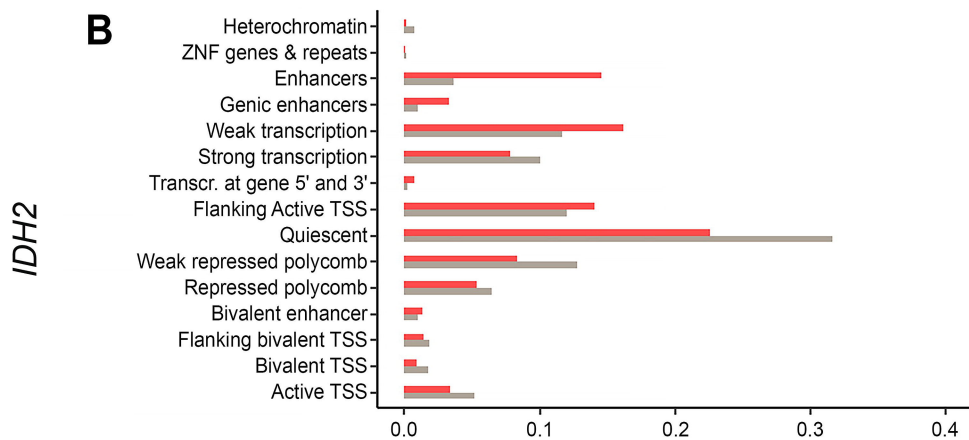 B
IDH2
Heterochromatin
ZNF genes & repeats
Enhancers
Genic enhancers
Weak transcription
Strong transcription
Transcr. at gene 5' and 3'
Flanking Active TSS
Quiescent
Weak repressed polycomb
Repressed polycomb
Bivalent enhancer
Flanking bivalent TSS
Bivalent TSS
Active TSS
0.0 0.1 0.2 0.3 0.4